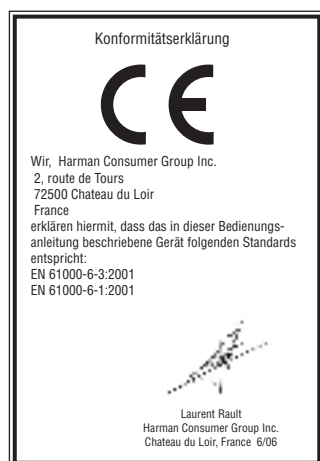 Konformitätserklärung
CE
Wir, Harman Consumer Group Inc.
2, route de Tours
72500 Chateau du Loir
France
erklären hiermit, dass das in dieser Bedienungs-
anleitung beschriebene Gerät folgenden Standards
entspricht:
EN 61000-6-3:2001
EN 61000-6-1:2001
Laurent Rault
Harman Consumer Group Inc.
Chateau du Loir, France 6/06